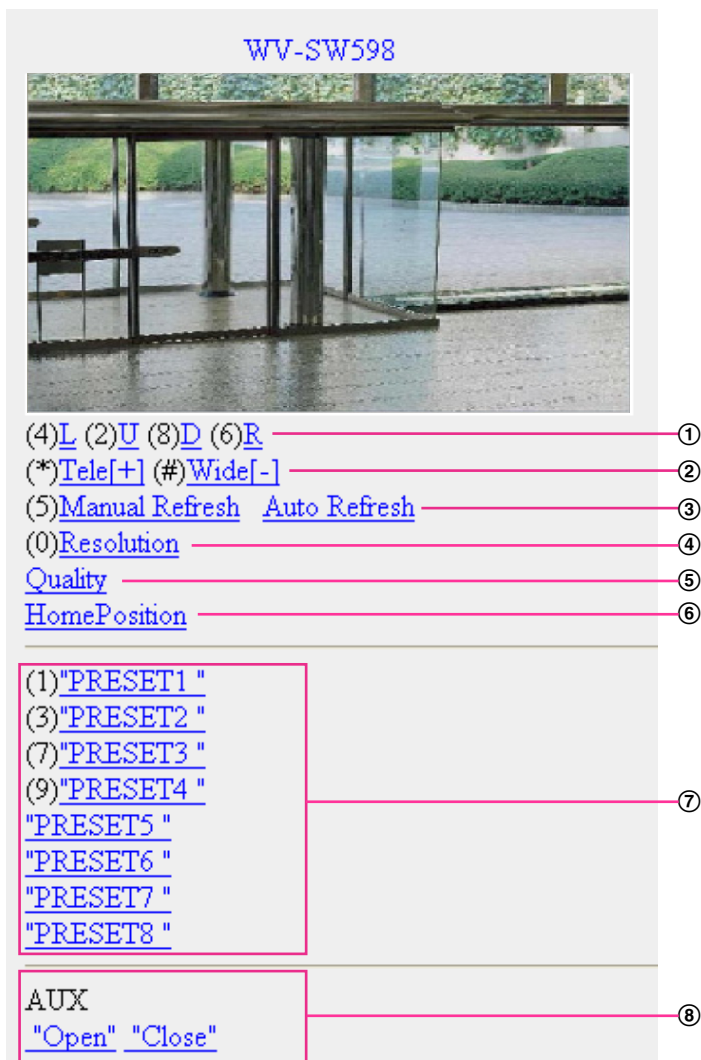 WV-SW598
(4)L (2)U (8)D (6)R ①
(*)Tele[+] (#)Wide[-] ②
(5)Manual Refresh Auto Refresh ③
(0)Resolution ④
Quality ⑤
HomePosition ⑥
(1)"PRESET1 "
(3)"PRESET2 "
(7)"PRESET3 "
(9)"PRESET4 " ⑦
"PRESET5 "
"PRESET6 "
"PRESET7 "
"PRESET8 "
AUX ⑧
"Open" "Close"